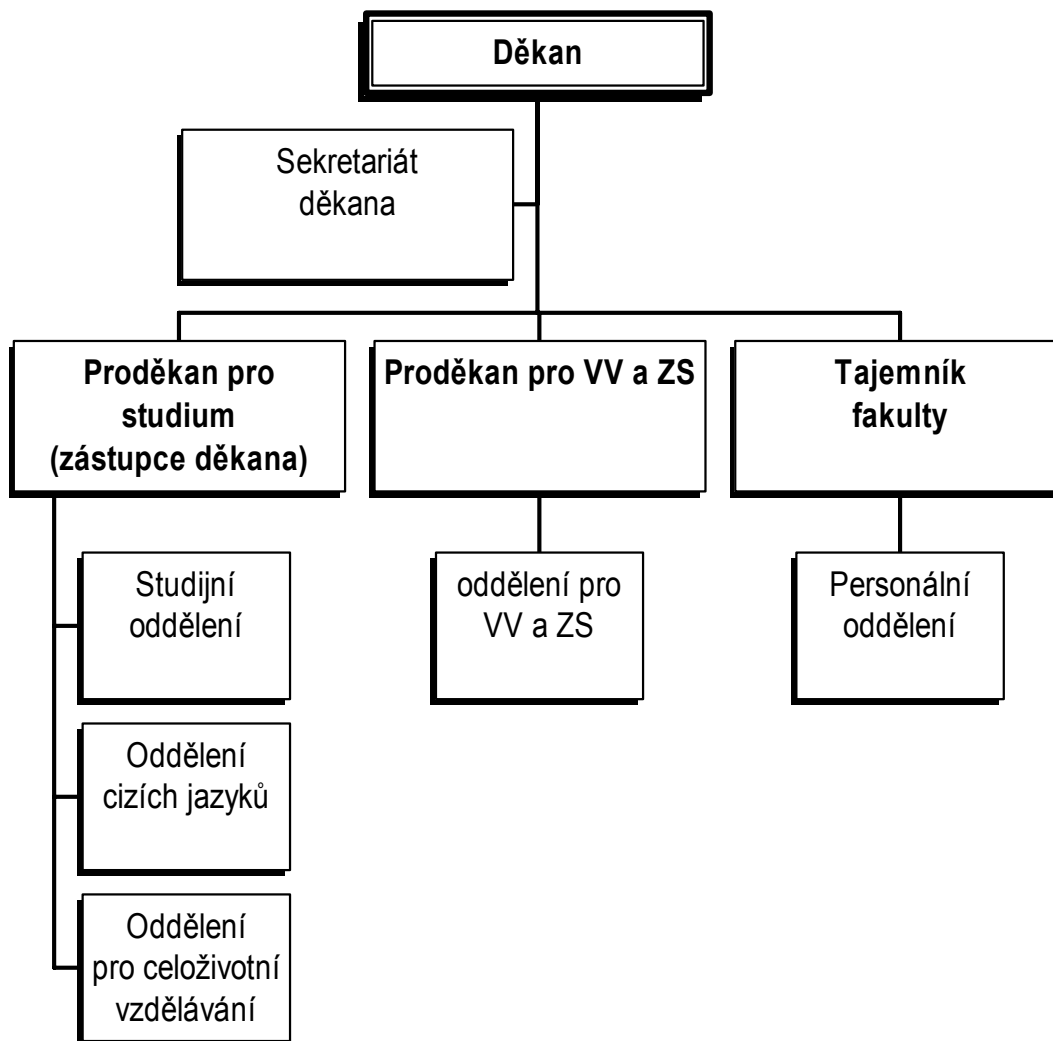 Děkan
Sekretariát
děkana
Proděkan pro
studium
(zástupce děkana)
Proděkan pro VV a ZS
Tajemník
fakulty
Studijní
oddělení
oddělení pro
VV a ZS
Personální
oddělení
Oddělení
cizích jazyků
Oddělení
pro celoživotní
vzdělávání